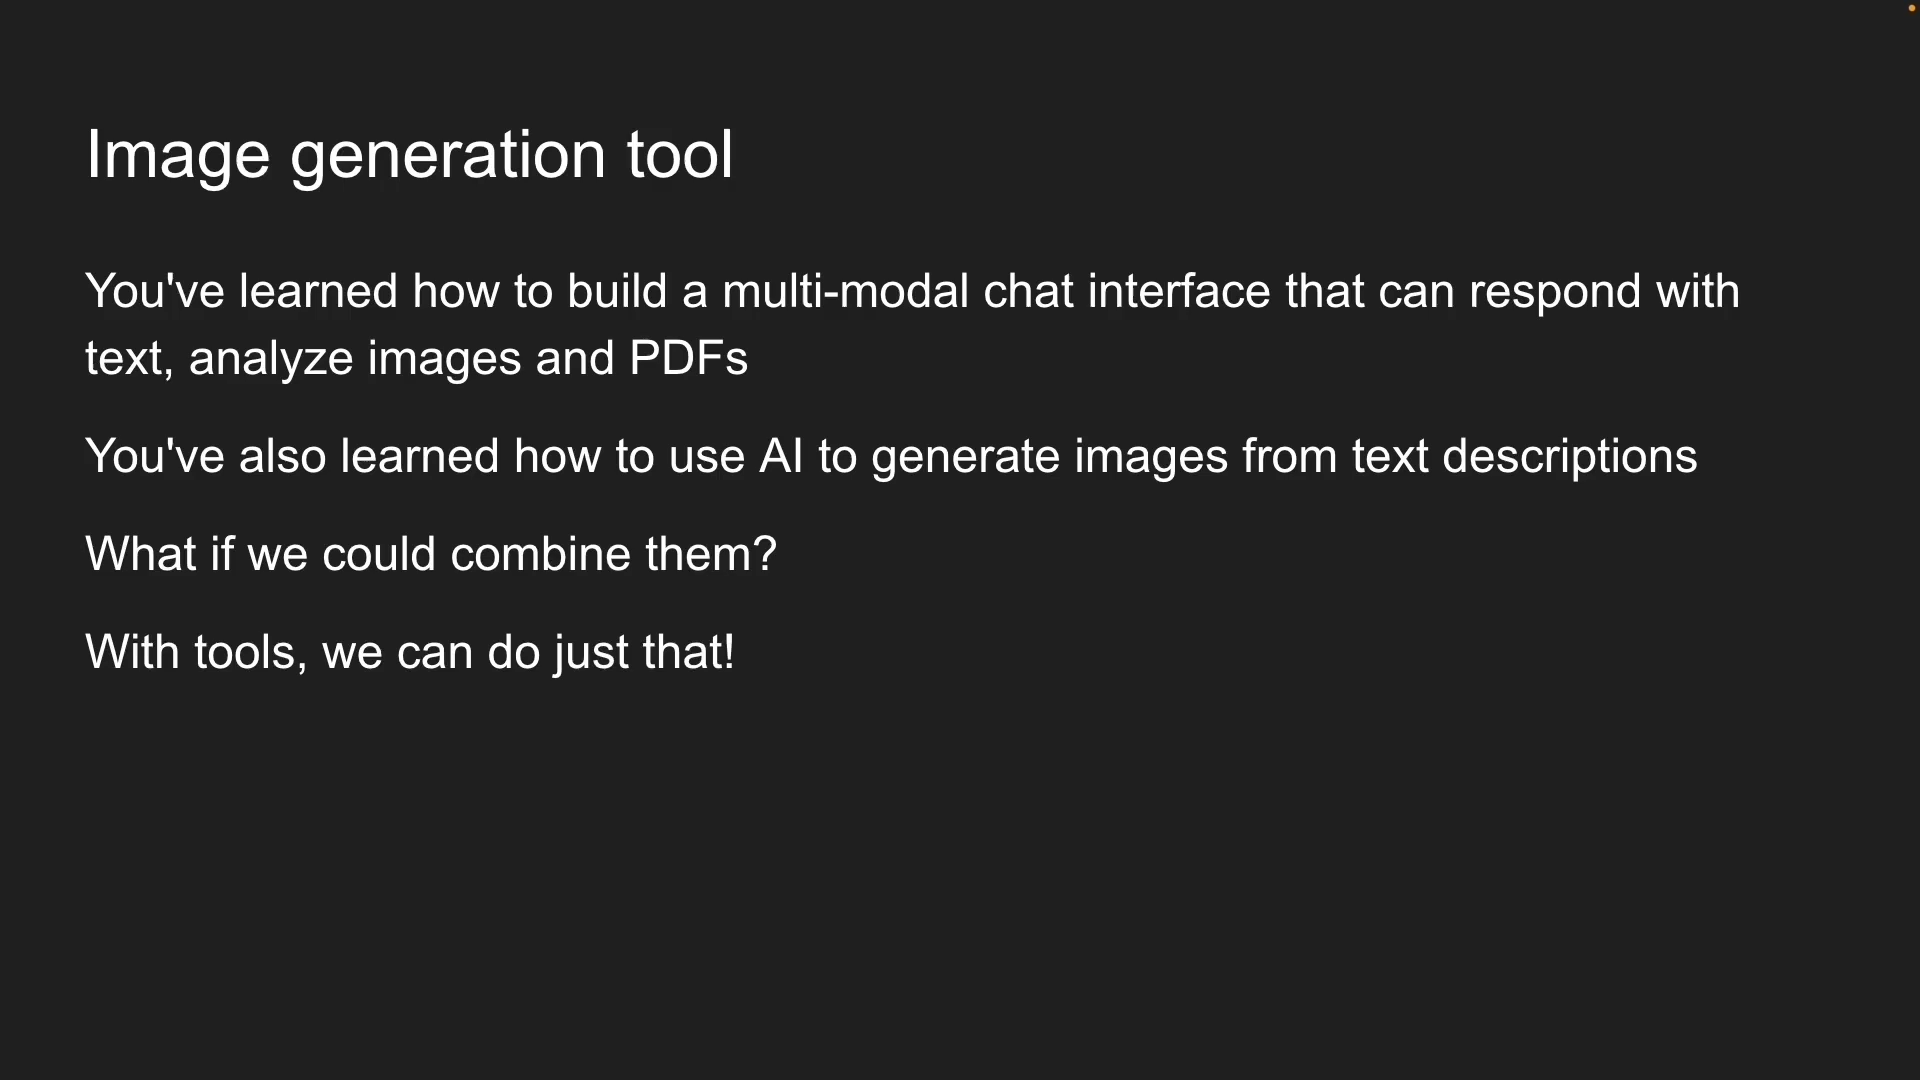 Image generation tool
You've learned how to build a multi-modal chat interface that can respond with
text, analyze images and PDFs
You've also learned how to use AI to generate images from text descriptions
What if we could combine them?
With tools, we can do just that!